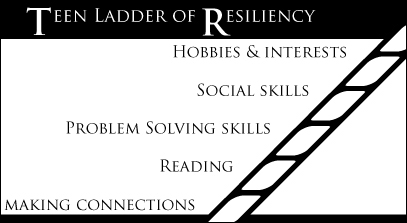 Teen Ladder of Resiliency
Hobbies & interests
Social skills
Problem Solving skills
Reading
making connections